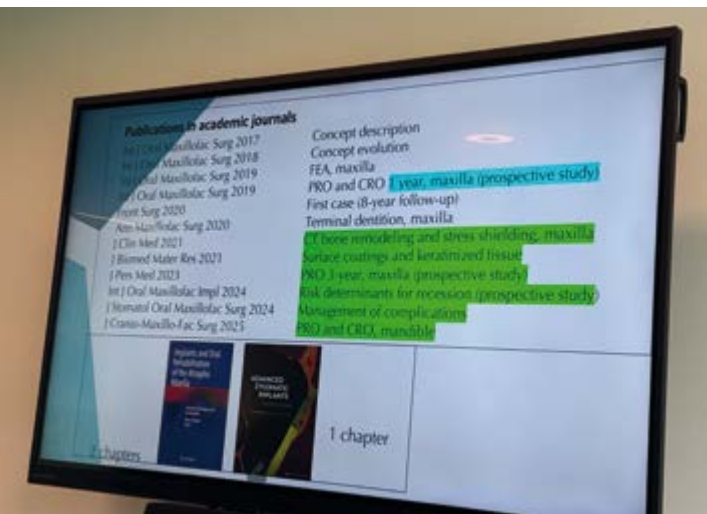 Publications in academic journals
Int J Oral Maxillofac Surg 2017 Concept description
Int J Oral Maxillofac Surg 2018 Concept evolution
Int J Oral Maxillofac Surg 2019 FEA, maxilla
Int J Oral Maxillofac Surg 2019 PRO and CRO 1 year, maxilla (prospective study)
Front Surg 2020 First case (8-year follow-up)
Ann Maxillofac Surg 2020 Terminal dentition, maxilla
J Clin Med 2021 CT bone remodeling and stress shielding, maxilla
J Biomed Mater Res 2021 Surface coatings and keratinized tissue
J Pers Med 2023 PRO 3-year, maxilla (prospective study)
Int J Oral Maxillofac Impl 2024 Risk determinants for recession (prospective study)
J Stomatol Oral Maxillofac Surg 2024 Management of complications
J Cranio-Maxillo-Fac Surg 2025 PRO and CRO, mandible
Implants and Oral
Rehabilitation
of the Atrophic
Maxilla
ADVANCED
ZYGOMATIC
IMPLANTS
chapters
1 chapter